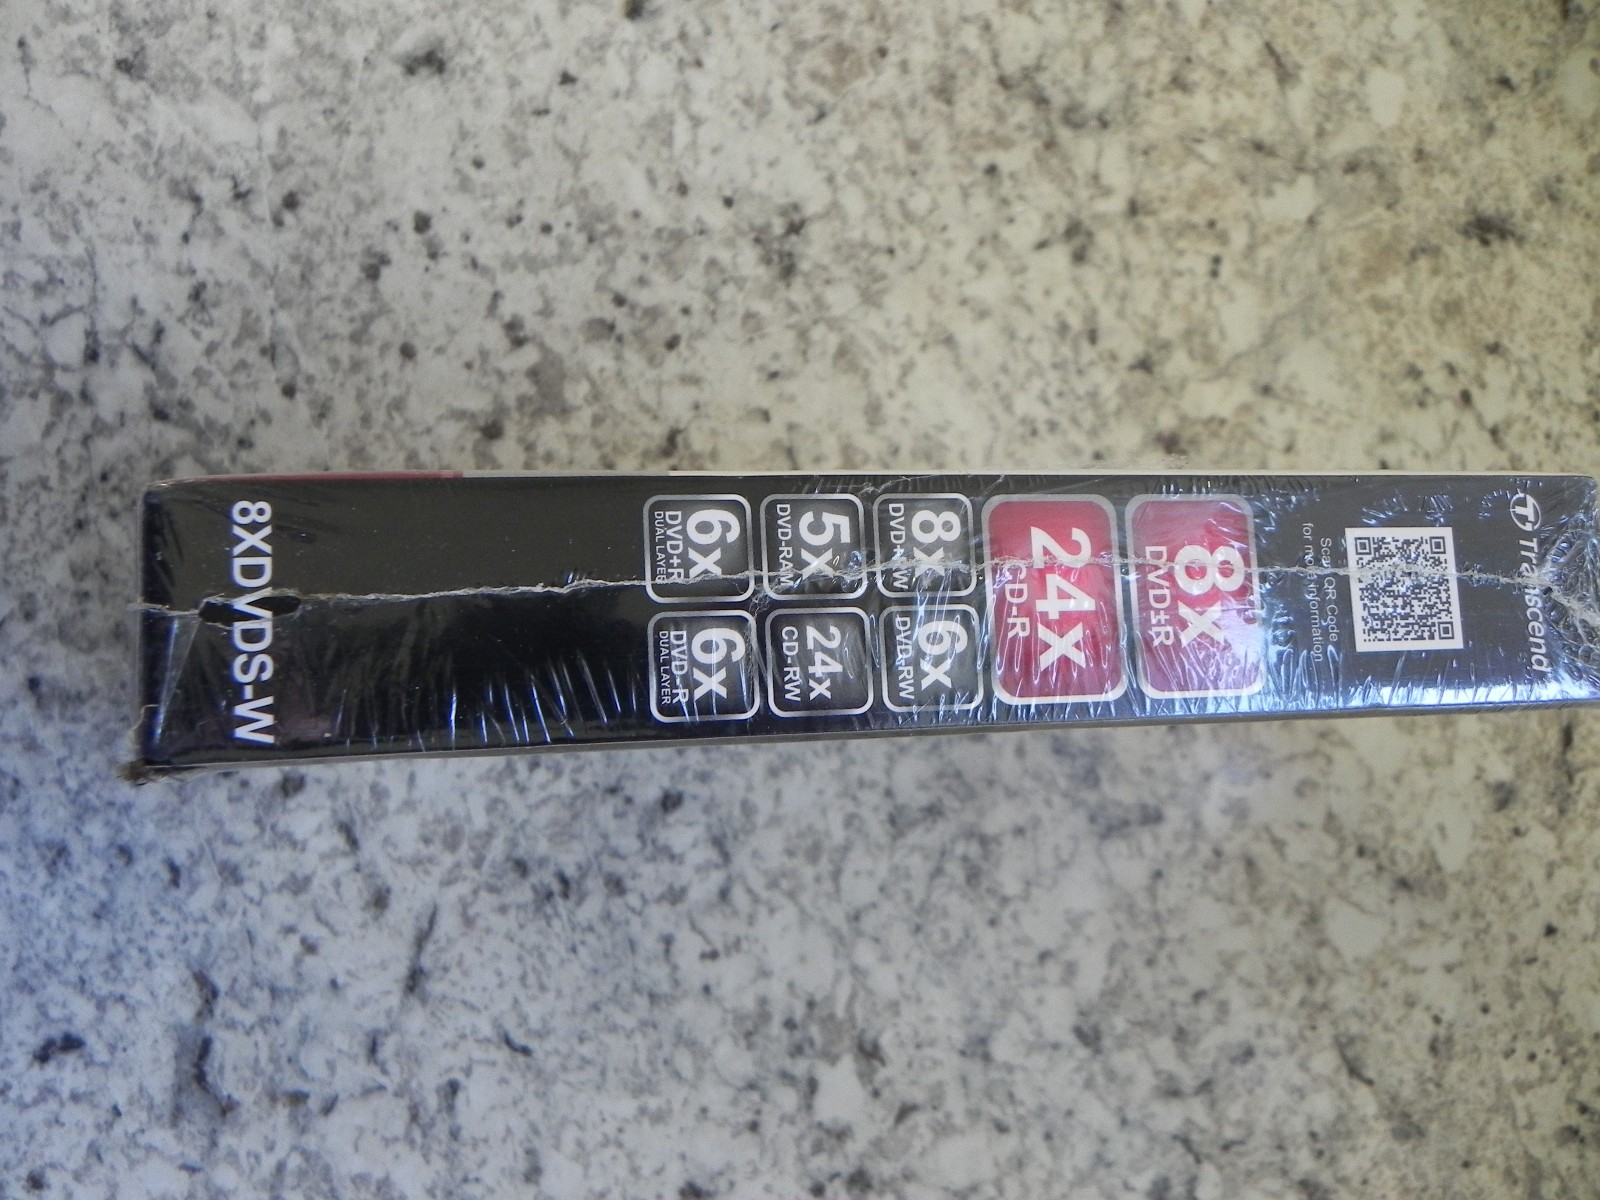 Transcend
Scan QR Code
for more information
8x
DVD±R
24x
CD-R
8x
DVD+RW
6x
DVD-RW
5x
DVD-RAM
24x
CD-RW
6x
DVD+R
DUAL LAYER
6x
DVD-R
DUAL LAYER
8XDVDS-W